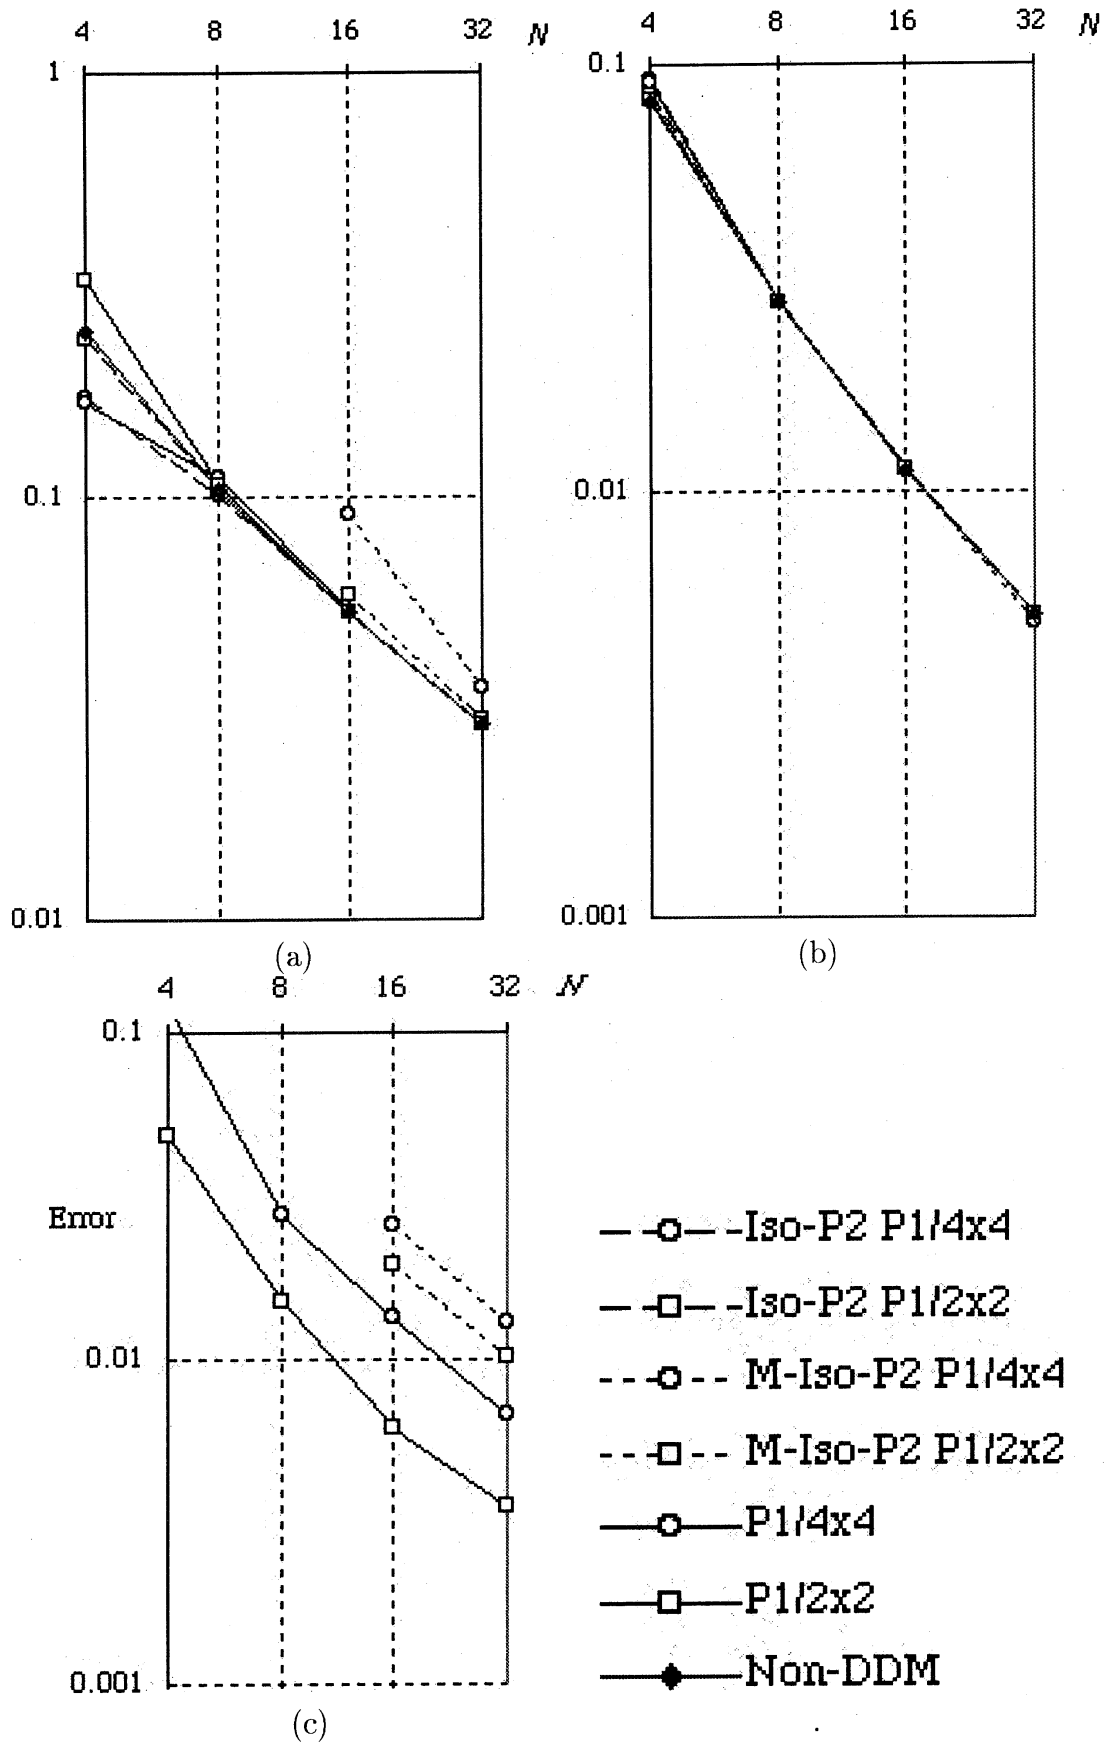 4 8 16 32 N
1
0.1
0.01
(a)
4 8 16 32 N
0.1
0.01
0.001
(b)
4 8 16 32 N
0.1
Error
0.01
0.001
(c)
Iso-P2 P1/4x4
Iso-P2 P1/2x2
M-Iso-P2 P1/4x4
M-Iso-P2 P1/2x2
P1/4x4
P1/2x2
Non-DDM